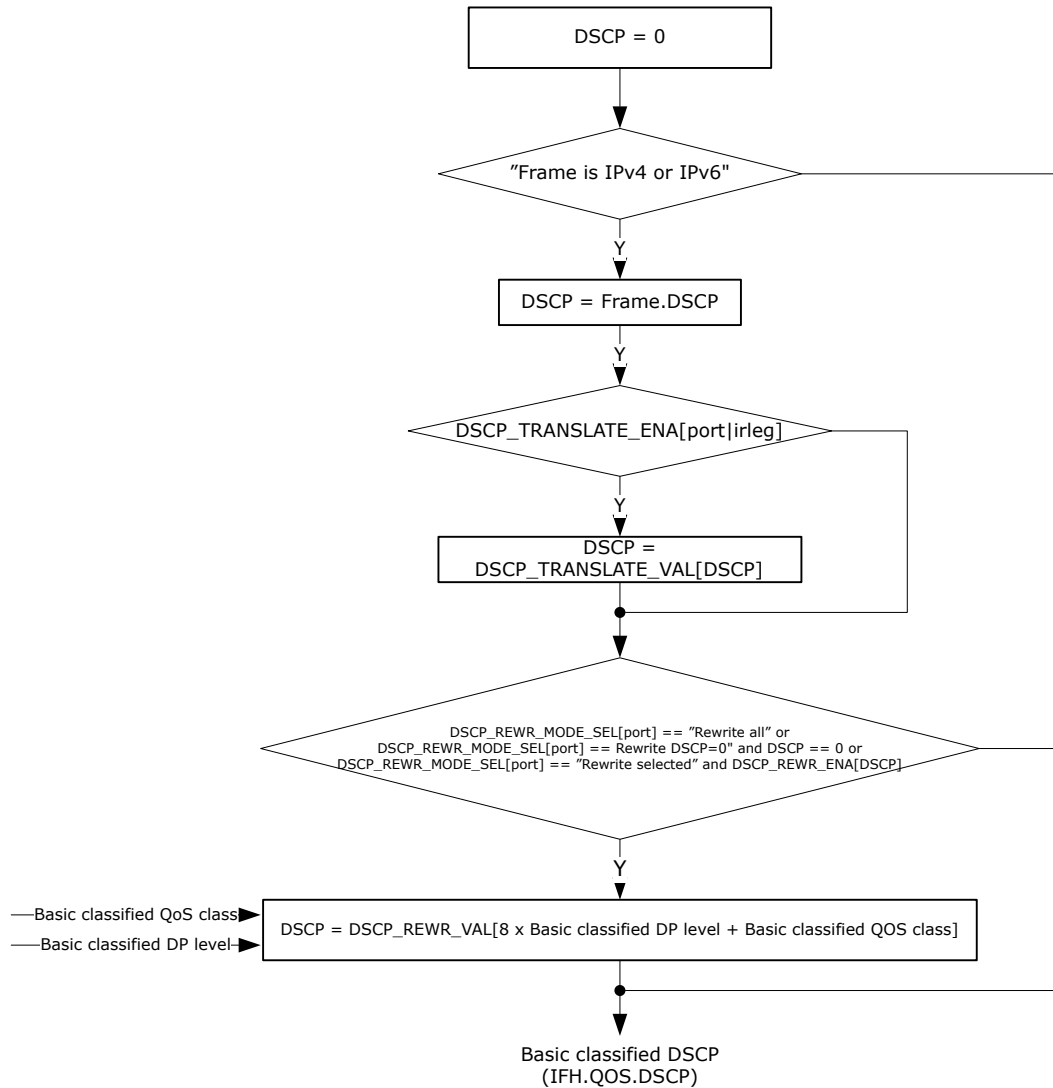 DSCP = 0
"Frame is IPv4 or IPv6"
Y
DSCP = Frame.DSCP
Y
DSCP_TRANSLATE_ENA[port|irleg]
Y
DSCP =
DSCP_TRANSLATE_VAL[DSCP]
DSCP_REWR_MODE_SEL[port] == ”Rewrite all” or
DSCP_REWR_MODE_SEL[port] == Rewrite DSCP=0" and DSCP == 0 or
DSCP_REWR_MODE_SEL[port] == ”Rewrite selected” and DSCP_REWR_ENA[DSCP]
Y
Basic classified QoS class
DSCP = DSCP_REWR_VAL[8 x Basic classified DP level + Basic classified QOS class]
Basic classified DP level
Basic classified DSCP
(IFH.QOS.DSCP)